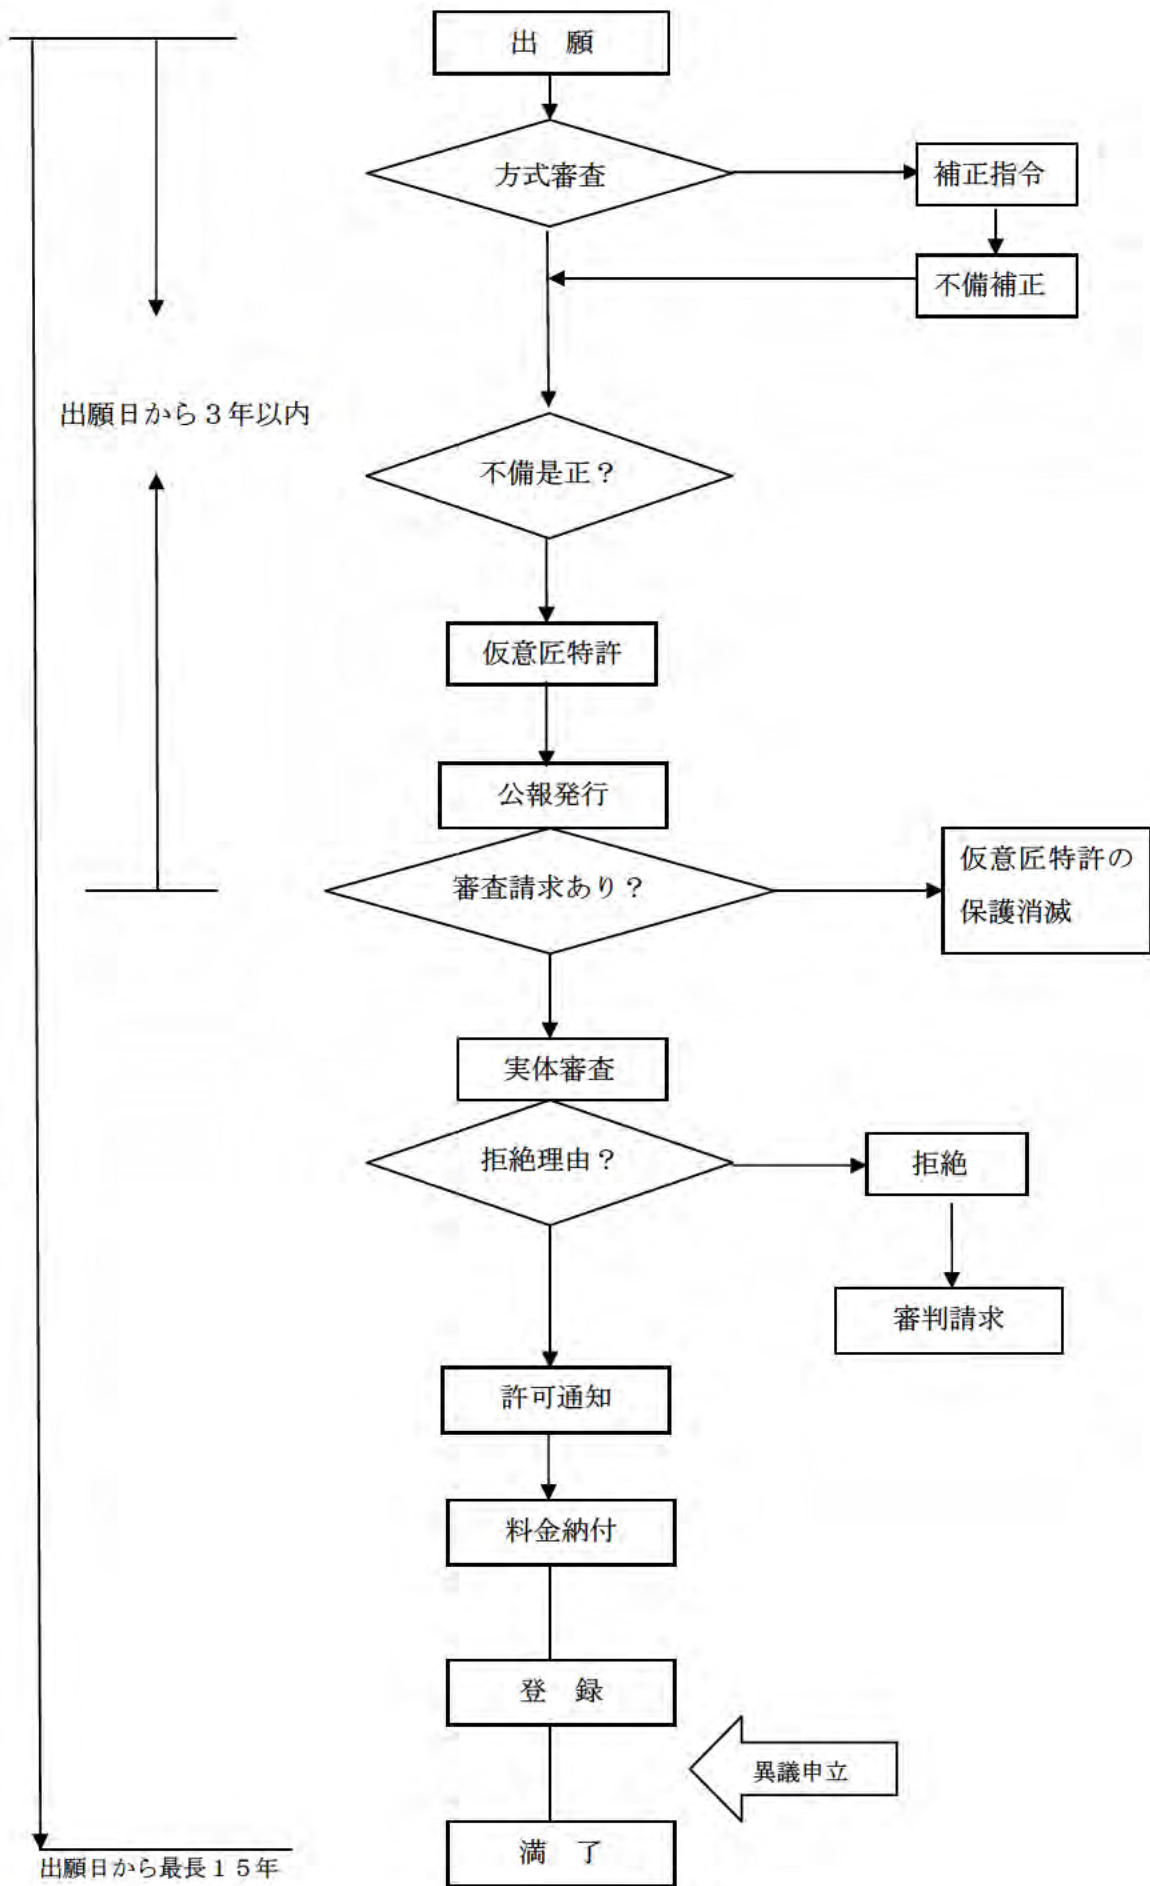 出　願
方式審査
補正指令
不備補正
出願日から３年以内
不備是正？
仮意匠特許
公報発行
審査請求あり？
仮意匠特許の
保護消滅
実体審査
拒絶理由？
拒絶
審判請求
許可通知
料金納付
登　録
異議申立
満　了
出願日から最長１５年